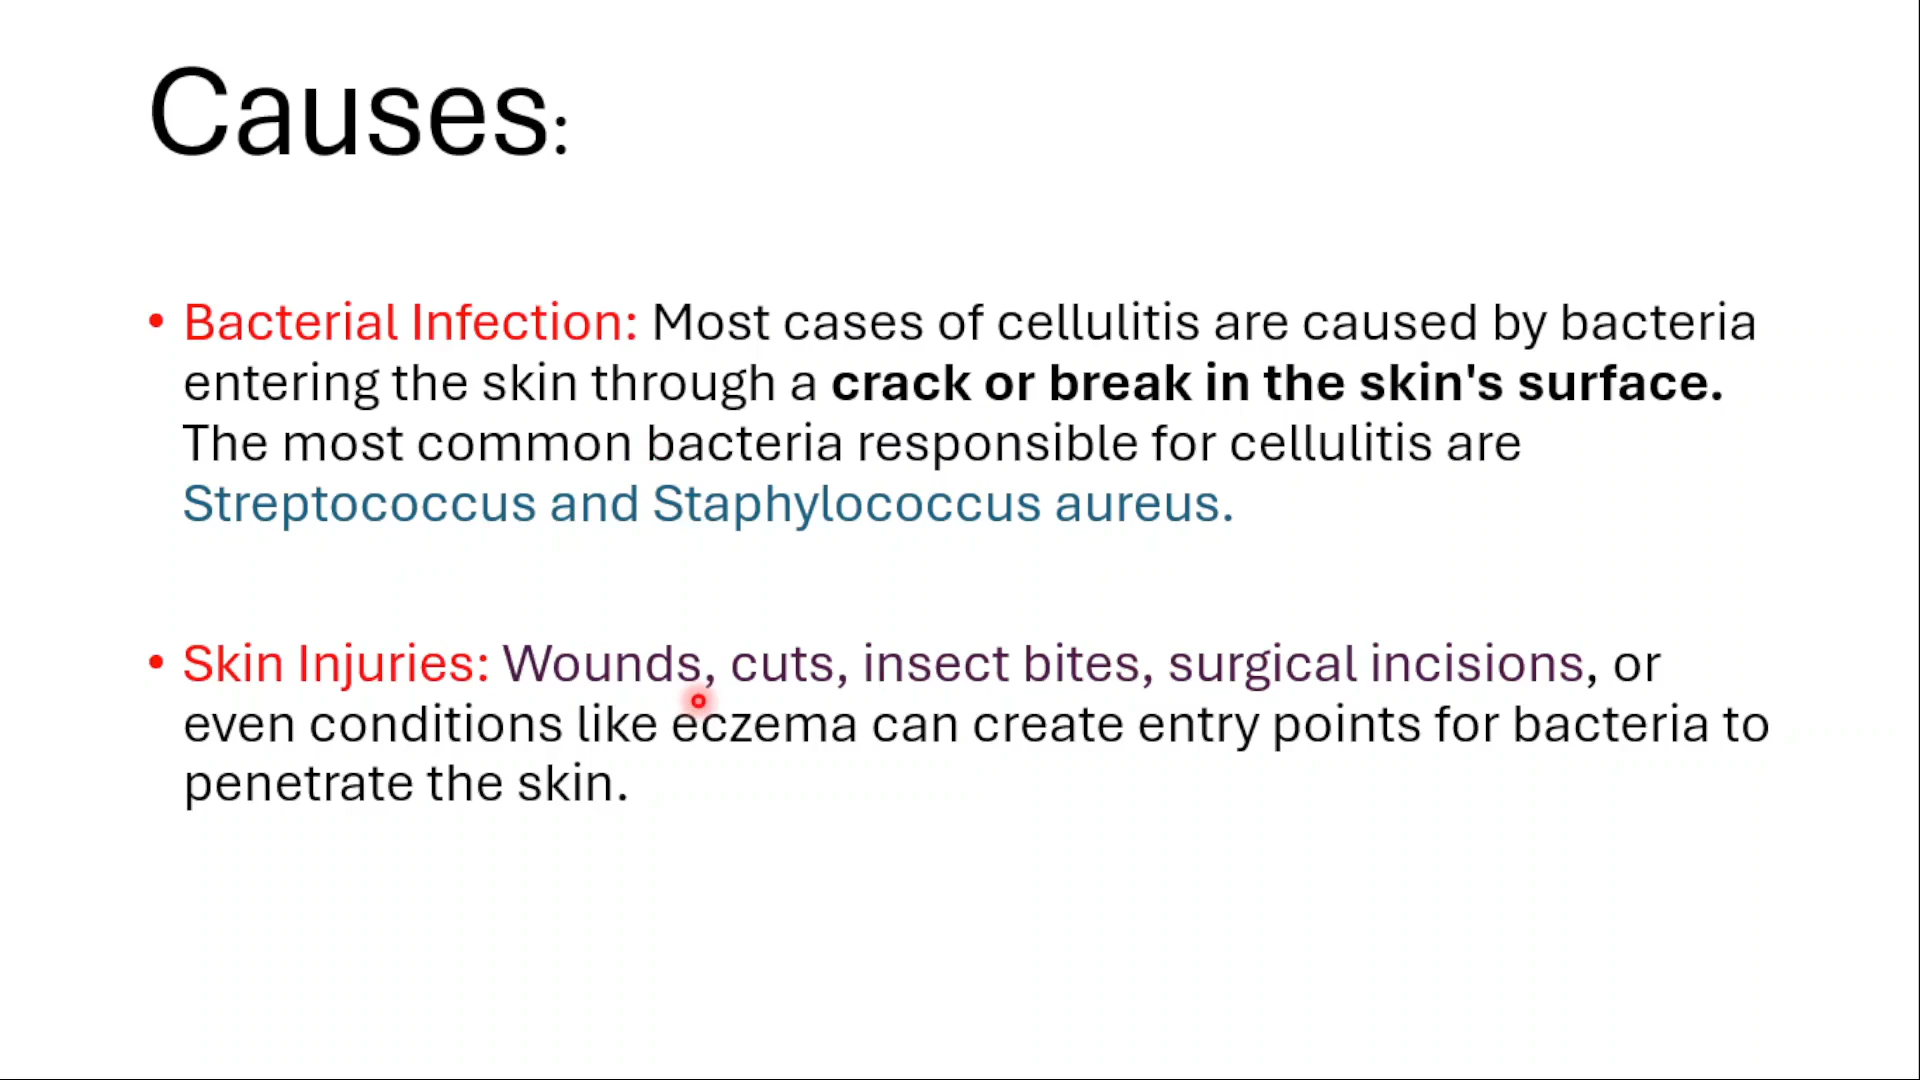 Causes:
• Bacterial Infection: Most cases of cellulitis are caused by bacteria
entering the skin through a crack or break in the skin's surface.
The most common bacteria responsible for cellulitis are
Streptococcus and Staphylococcus aureus.
• Skin Injuries: Wounds, cuts, insect bites, surgical incisions, or
even conditions like eczema can create entry points for bacteria to
penetrate the skin.